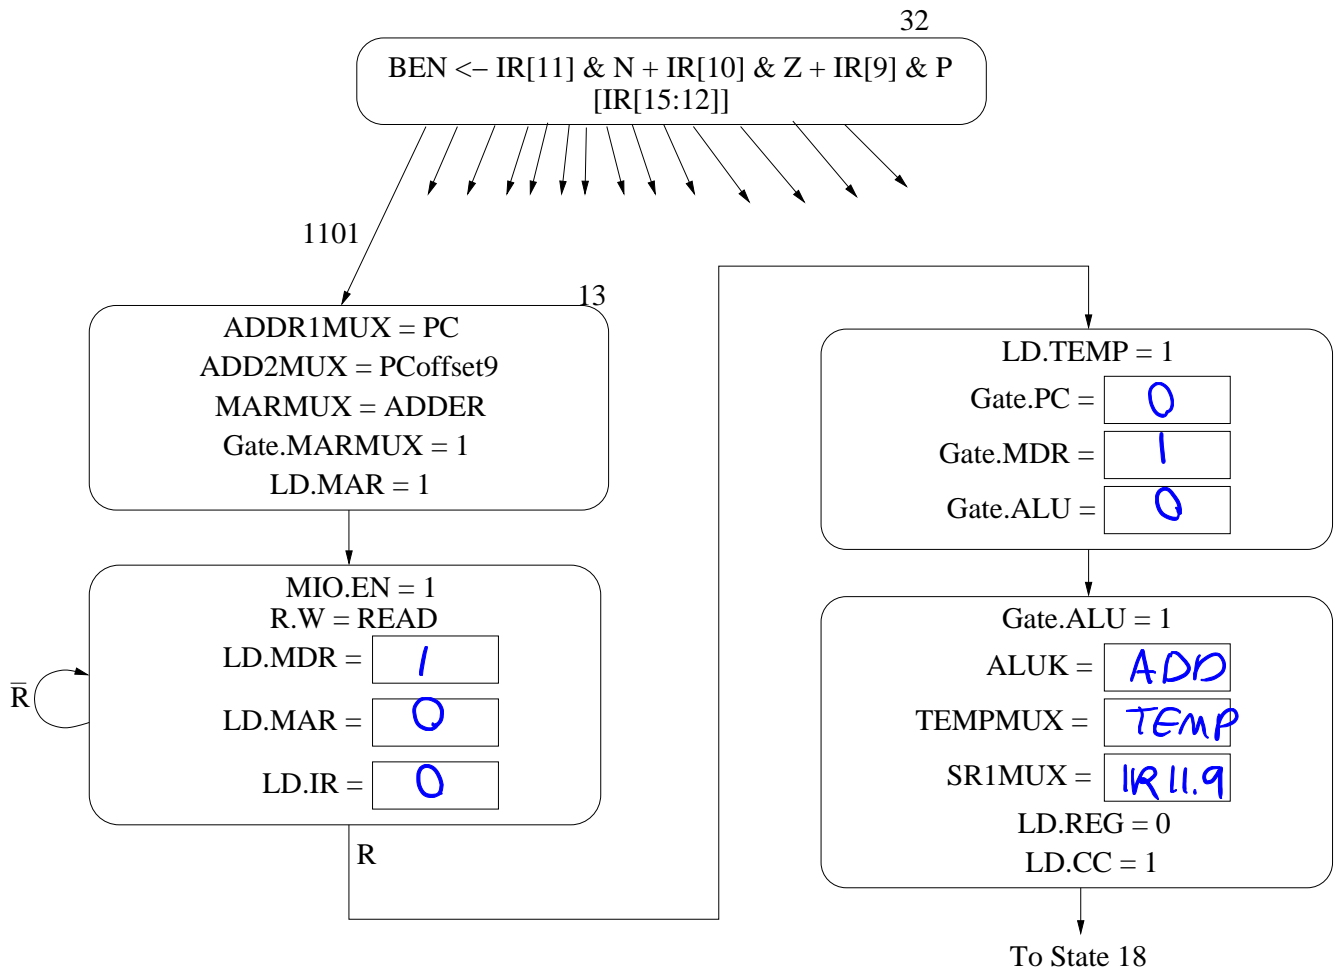 32
BEN <– IR[11] & N + IR[10] & Z + IR[9] & P
[IR[15:12]]
1101
13
ADDR1MUX = PC
ADD2MUX = PCoffset9
MARMUX = ADDER
Gate.MARMUX = 1
LD.MAR = 1
MIO.EN = 1
R.W = READ
LD.MDR = 1
LD.MAR = 0
LD.IR = 0
R̅
R
LD.TEMP = 1
Gate.PC = 0
Gate.MDR = 1
Gate.ALU = 0
Gate.ALU = 1
ALUK = ADD
TEMPMUX = TEMP
SR1MUX = IR11.9
LD.REG = 0
LD.CC = 1
To State 18